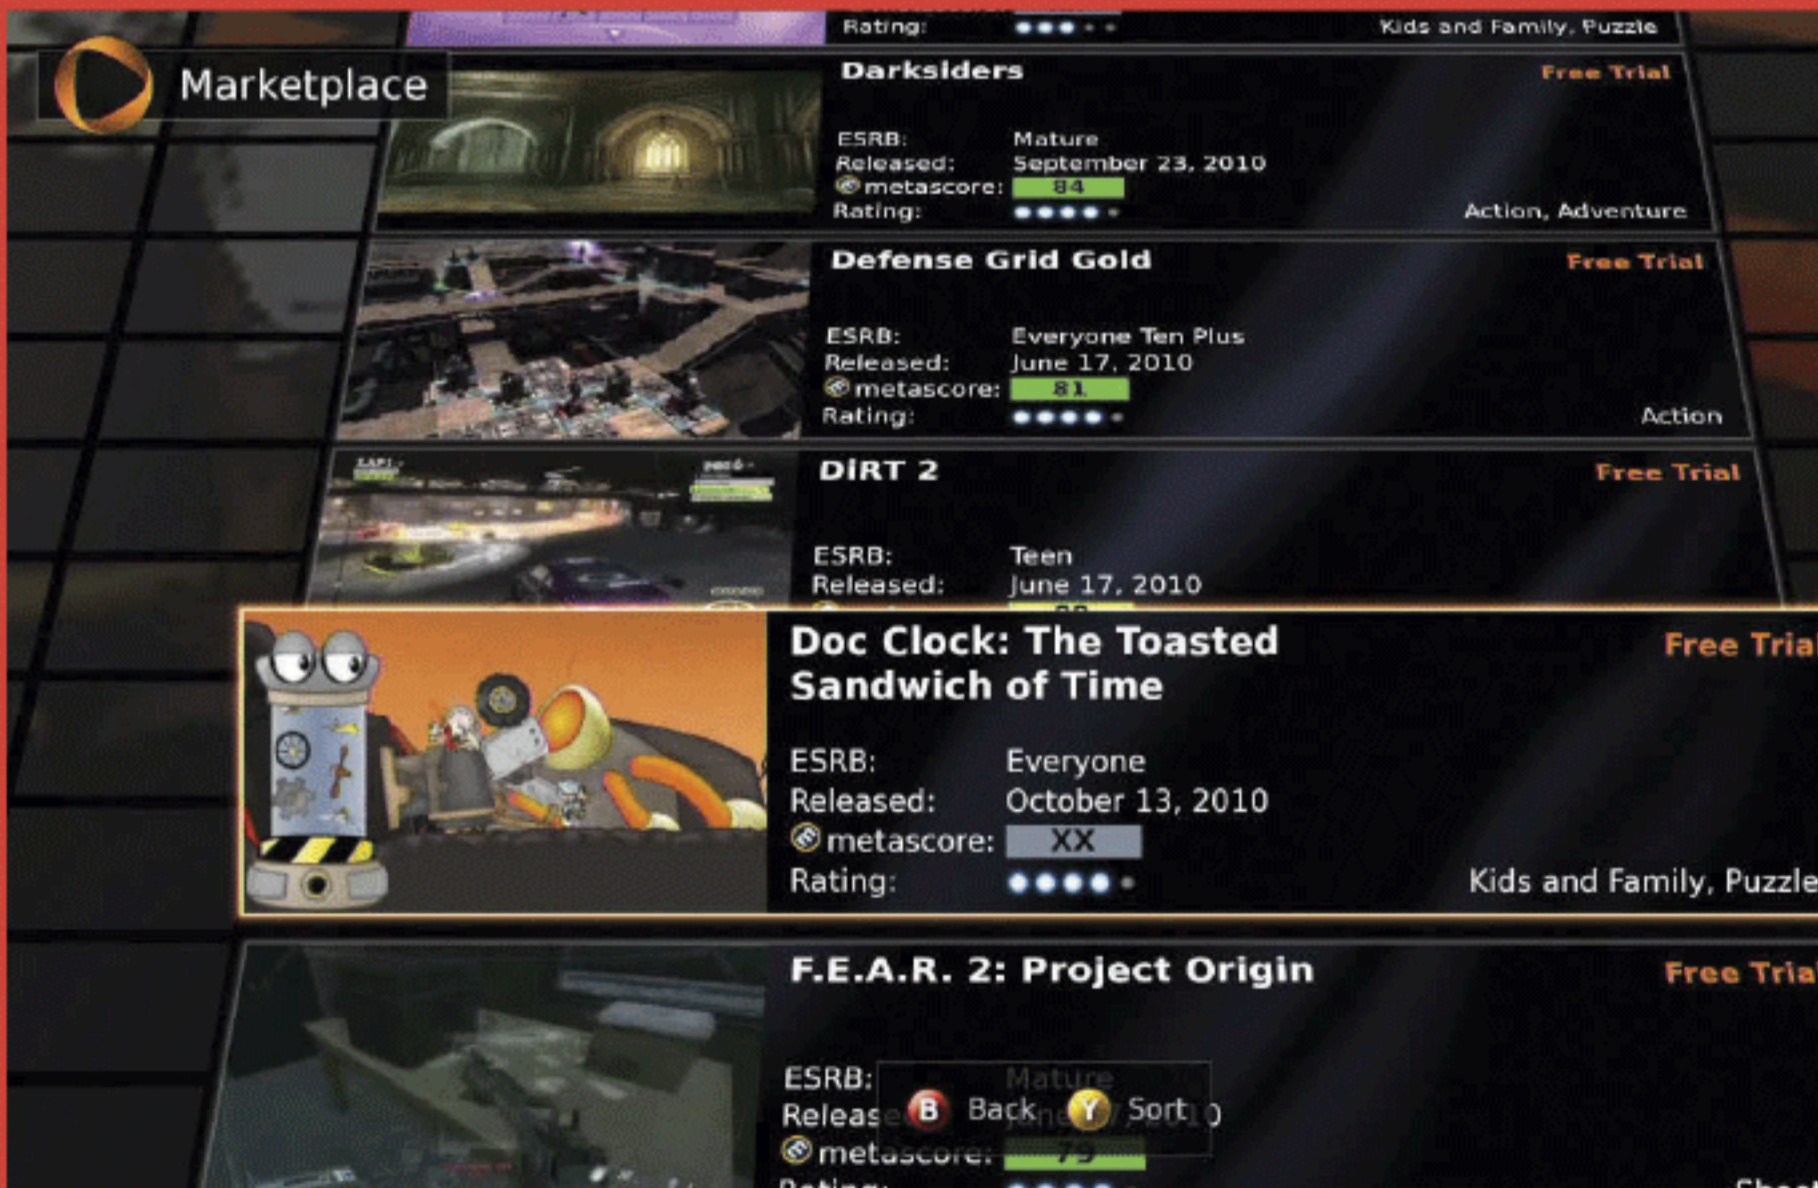 Rating:
Kids and Family, Puzzle
Marketplace
Darksiders
Free Trial
ESRB: Mature
Released: September 23, 2010
metascore: 84
Rating:
Action, Adventure
Defense Grid Gold
Free Trial
ESRB: Everyone Ten Plus
Released: June 17, 2010
metascore: 81
Rating:
Action
DiRT 2
Free Trial
ESRB: Teen
Released: June 17, 2010
Doc Clock: The Toasted
Sandwich of Time
Free Tria
ESRB: Everyone
Released: October 13, 2010
metascore: XX
Rating:
Kids and Family, Puzzle
F.E.A.R. 2: Project Origin
Free Tria
ESRB: Mature
B Back Y Sort
metascore: 79
Rating: